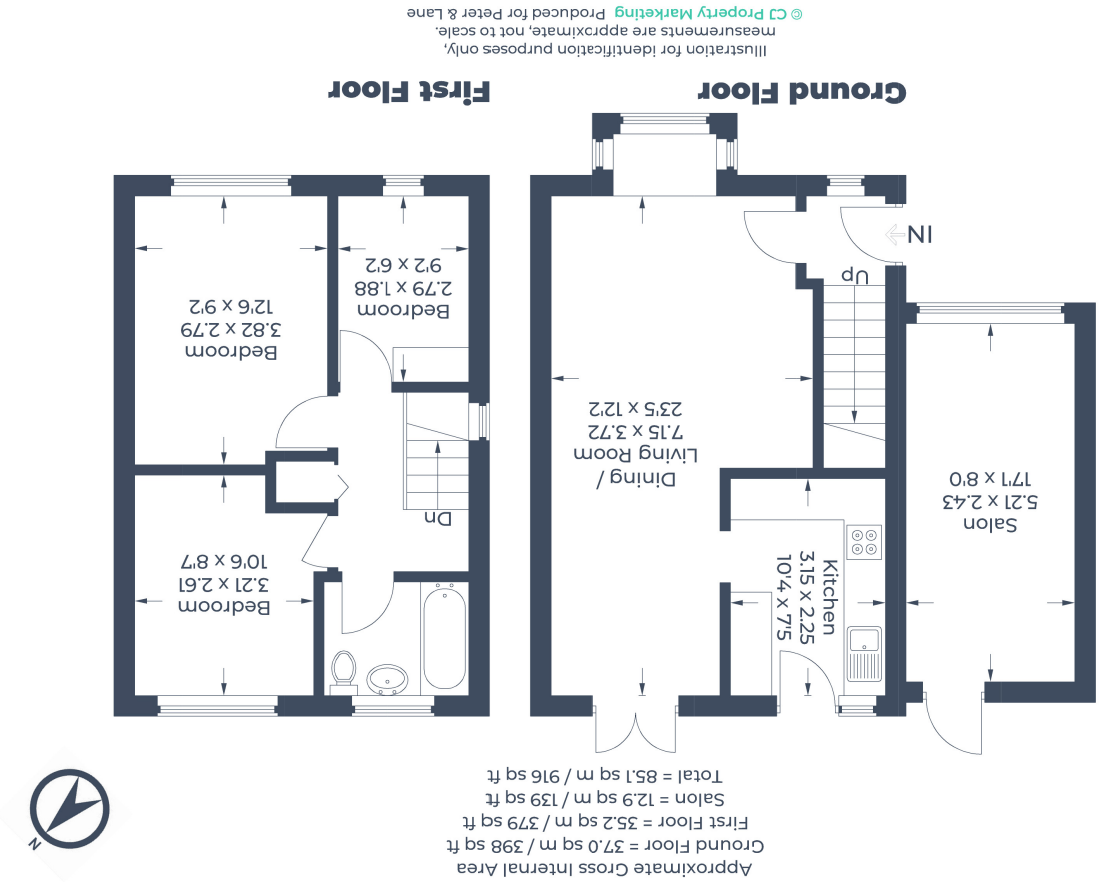 Approximate Gross Internal Area
Ground Floor = 37.0 sq m / 398 sq ft
First Floor = 35.2 sq m / 379 sq ft
Salon = 12.9 sq m / 139 sq ft
Total = 85.1 sq m / 916 sq ft
N
Salon
5.21 x 2.43
17'1 x 8'0
Kitchen
3.15 x 2.25
10'4 x 7'5
Dining /
Living Room
7.15 x 3.72
23'5 x 12'2
Up
IN
Ground Floor
Bedroom
3.21 x 2.61
10'6 x 8'7
Dn
Bedroom
3.82 x 2.79
12'6 x 9'2
Bedroom
2.79 x 1.88
9'2 x 6'2
First Floor
Illustration for identification purposes only,
measurements are approximate, not to scale.
© CJ Property Marketing Produced for Peter & Lane